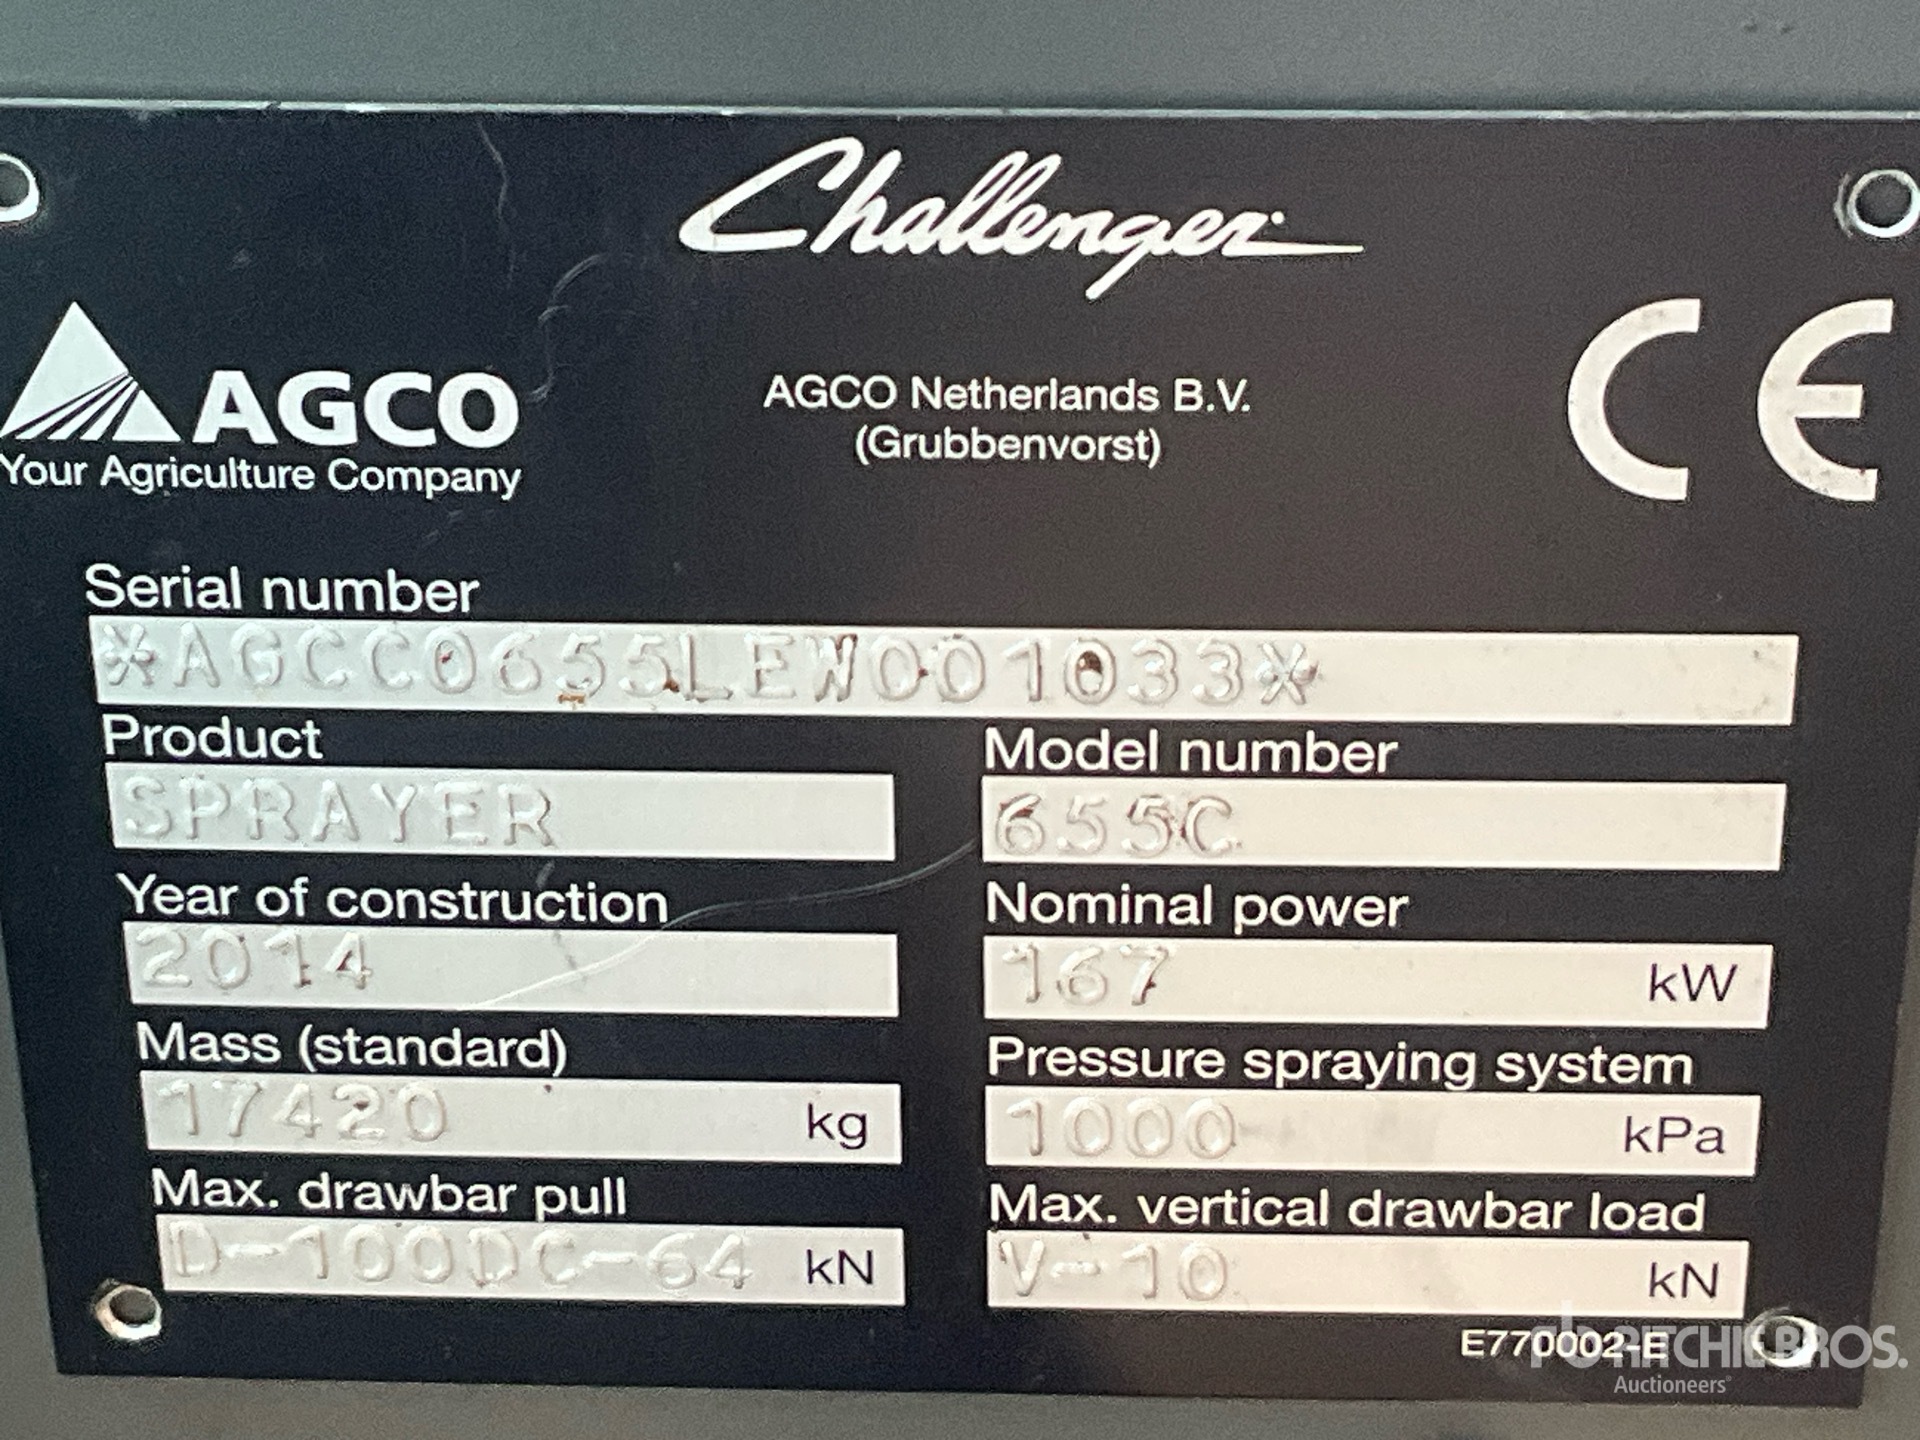 Challenger
AGCO
Your Agriculture Company
AGCO Netherlands B.V.
(Grubbenvorst)
CE
Serial number
*AGCC0655LEW001033*
Product
SPRAYER
Model number
655C
Year of construction
2014
Nominal power
167 kW
Mass (standard)
17420 kg
Pressure spraying system
1000 kPa
Max. drawbar pull
D-100DC-64 kN
Max. vertical drawbar load
V-10 kN
E770002-E
rb RITCHIE BROS.
Auctioneers